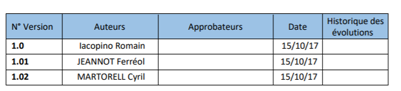 N° Version Auteurs Approbateurs Date Historique des évolutions
1.0 Iacopino Romain 15/10/17
1.01 JEANNOT Ferréol 15/10/17
1.02 MARTORELL Cyril 15/10/17